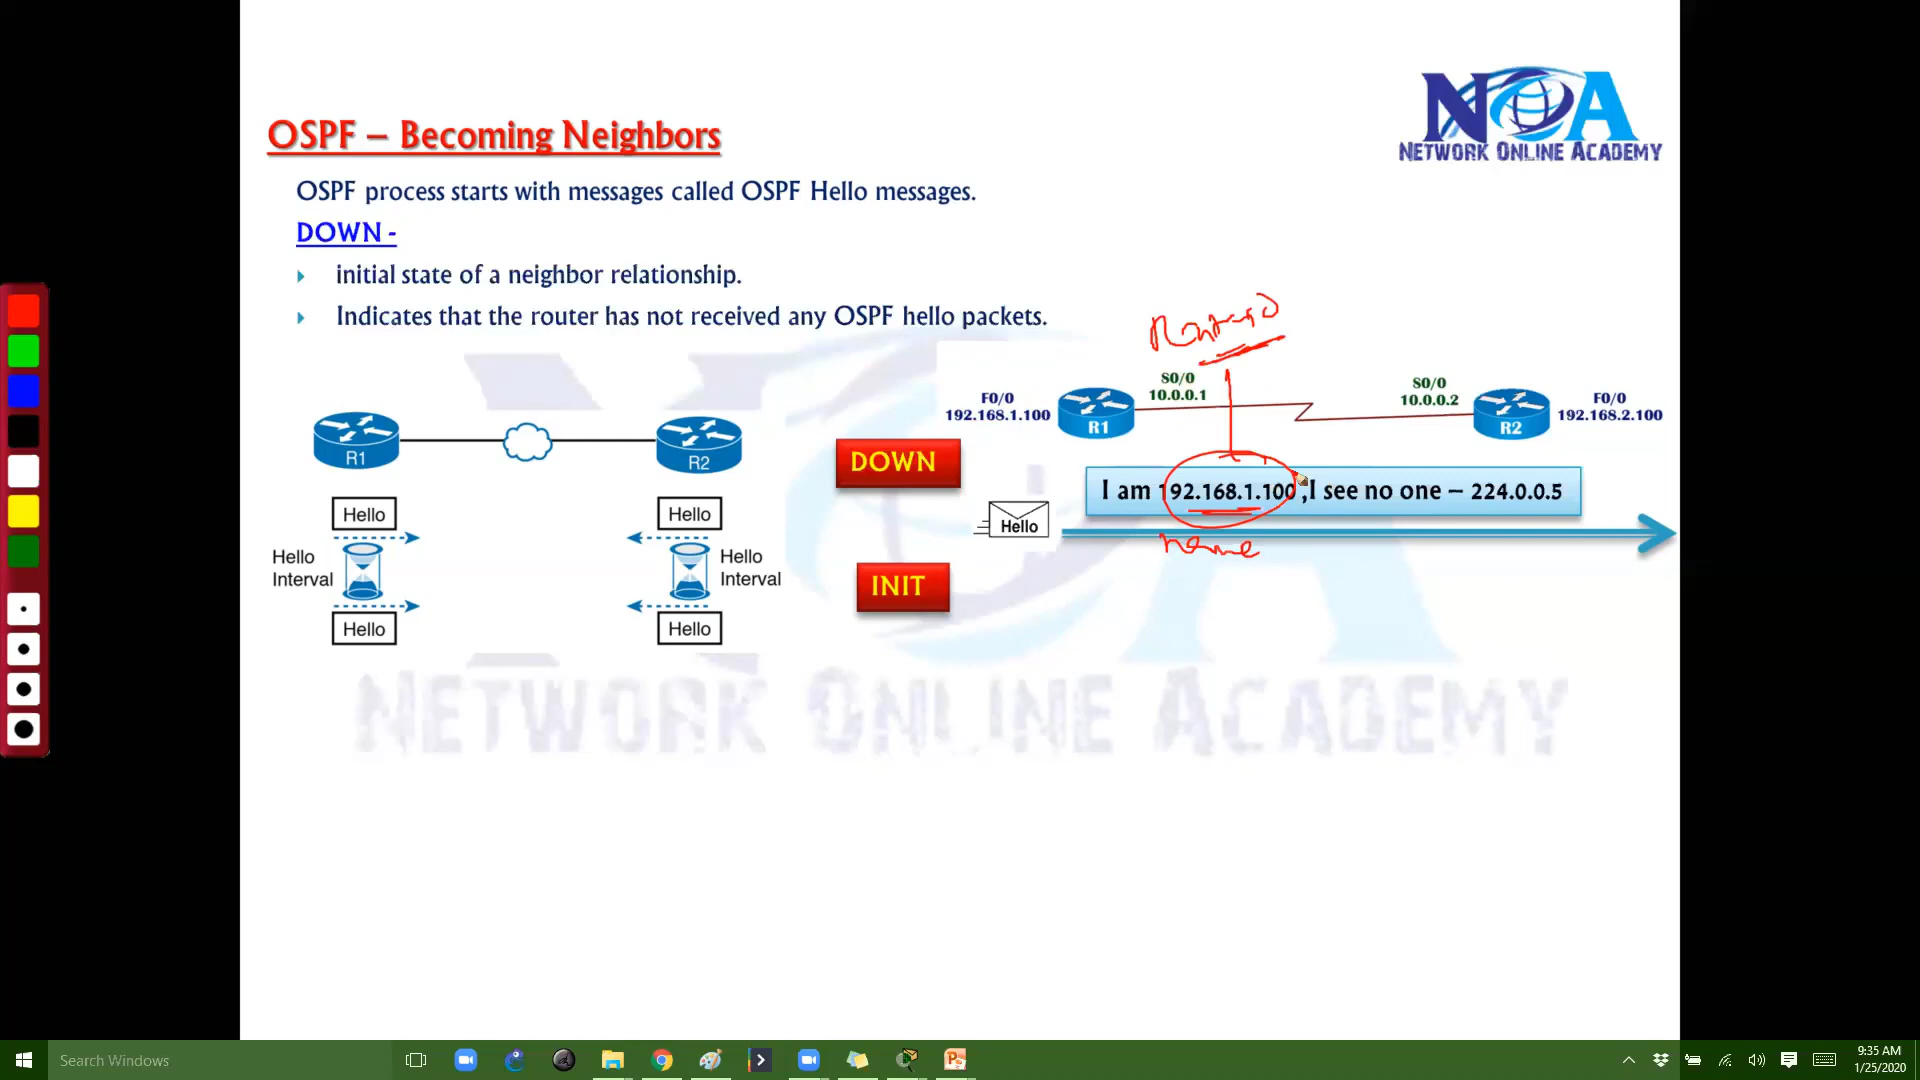 NOA
NETWORK ONLINE ACADEMY
OSPF – Becoming Neighbors
OSPF process starts with messages called OSPF Hello messages.
DOWN -
initial state of a neighbor relationship.
Indicates that the router has not received any OSPF hello packets.
S0/0
10.0.0.1
S0/0
10.0.0.2
F0/0
192.168.1.100
R1
R2
F0/0
192.168.2.100
R1
R2
DOWN
I am 192.168.1.100 ,I see no one – 224.0.0.5
Hello
name
Hello
Hello
Hello
Interval
Hello
Interval
INIT
Hello
Hello
NETWORK ONLINE ACADEMY
Search Windows
9:35 AM
1/25/2020